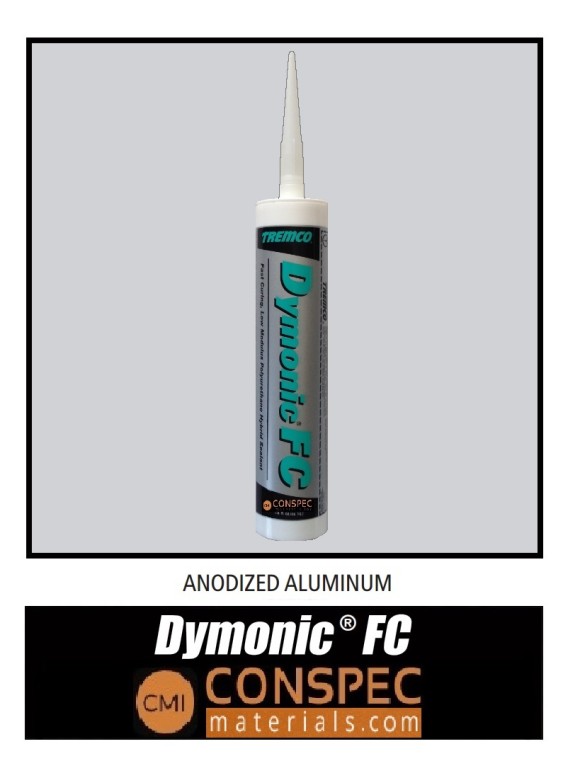 TREMCO
Dymonic® FC
Fast Curing, Low Modulus Polyurethane Hybrid Sealant
TREMCO
CONSPEC
ANODIZED ALUMINUM
Dymonic® FC
CMI
CONSPEC
materials.com